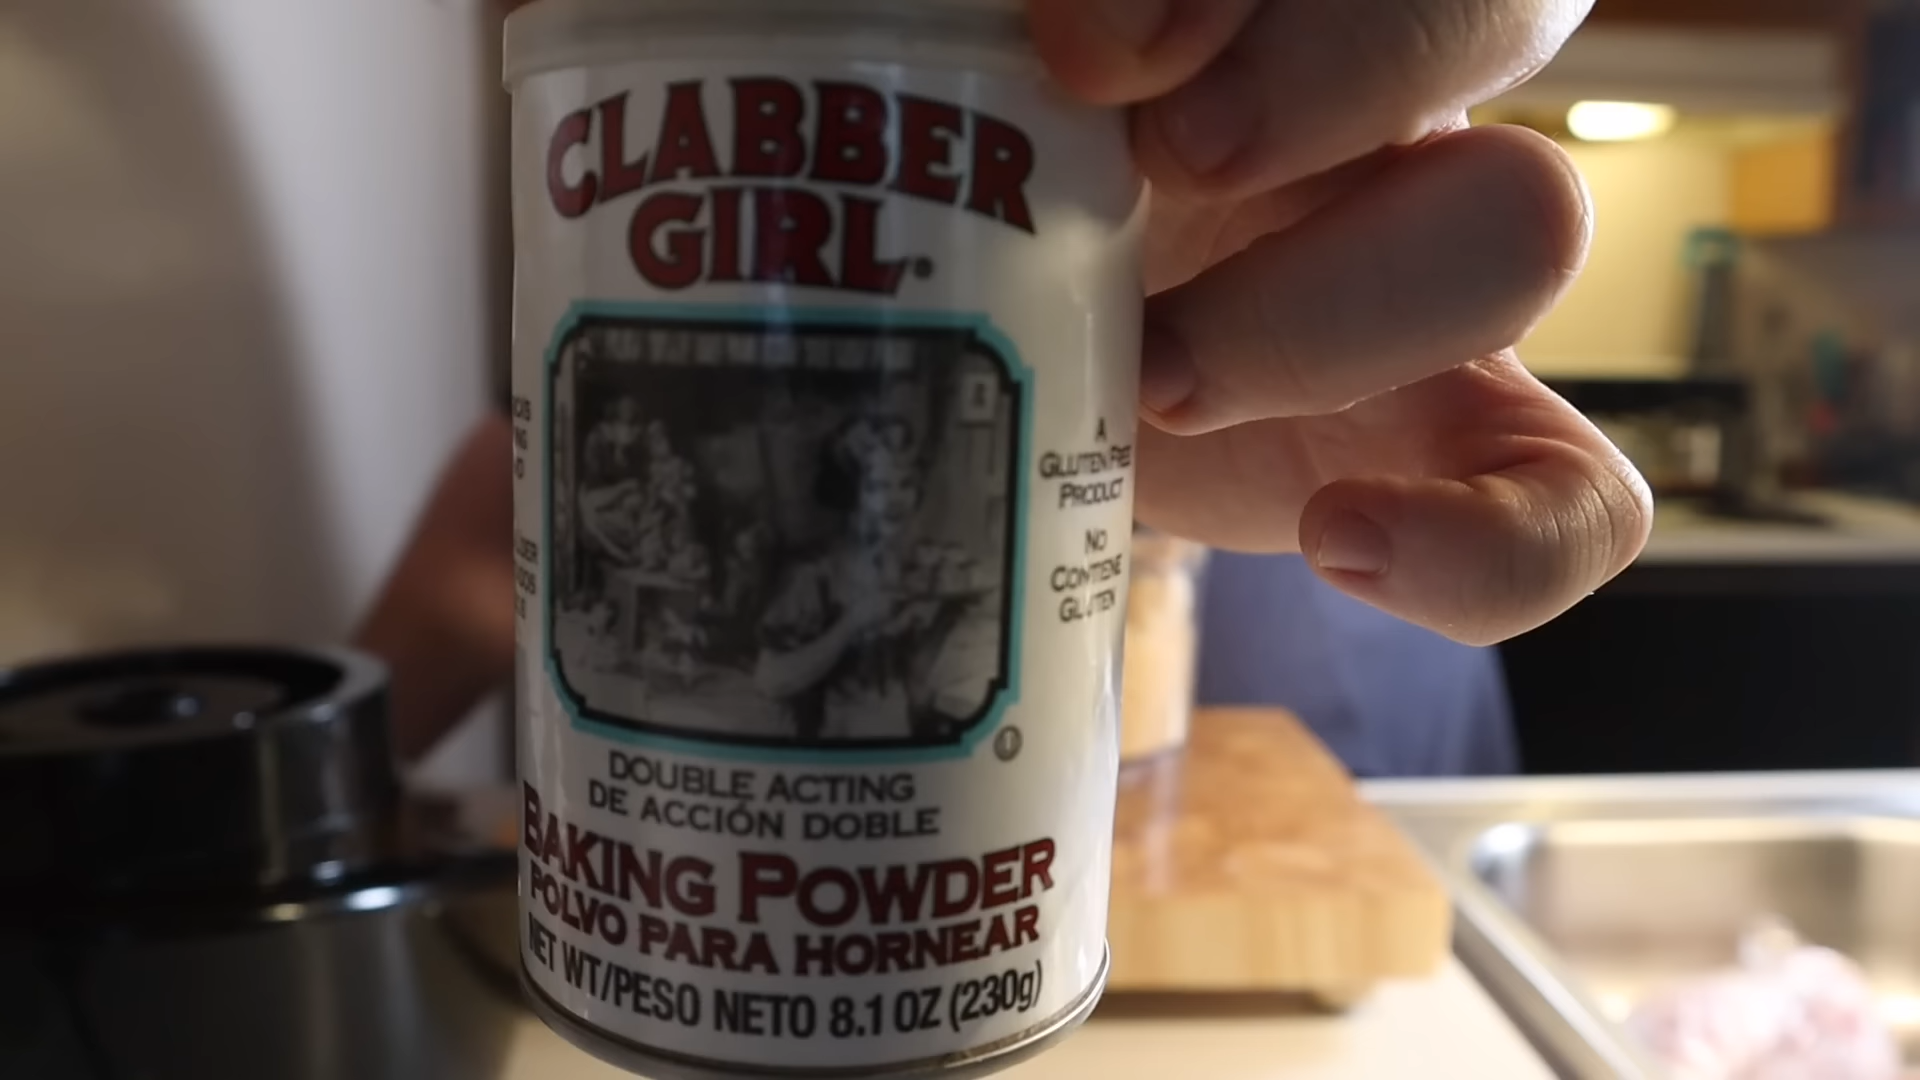 CLABBER
GIRL®
A
GLUTEN FREE
PRODUCT
NO
CONTIENE
GLUTEN
DOUBLE ACTING
DE ACCIÓN DOBLE
BAKING POWDER
POLVO PARA HORNEAR
NET WT/PESO NETO 8.1 OZ (230g)